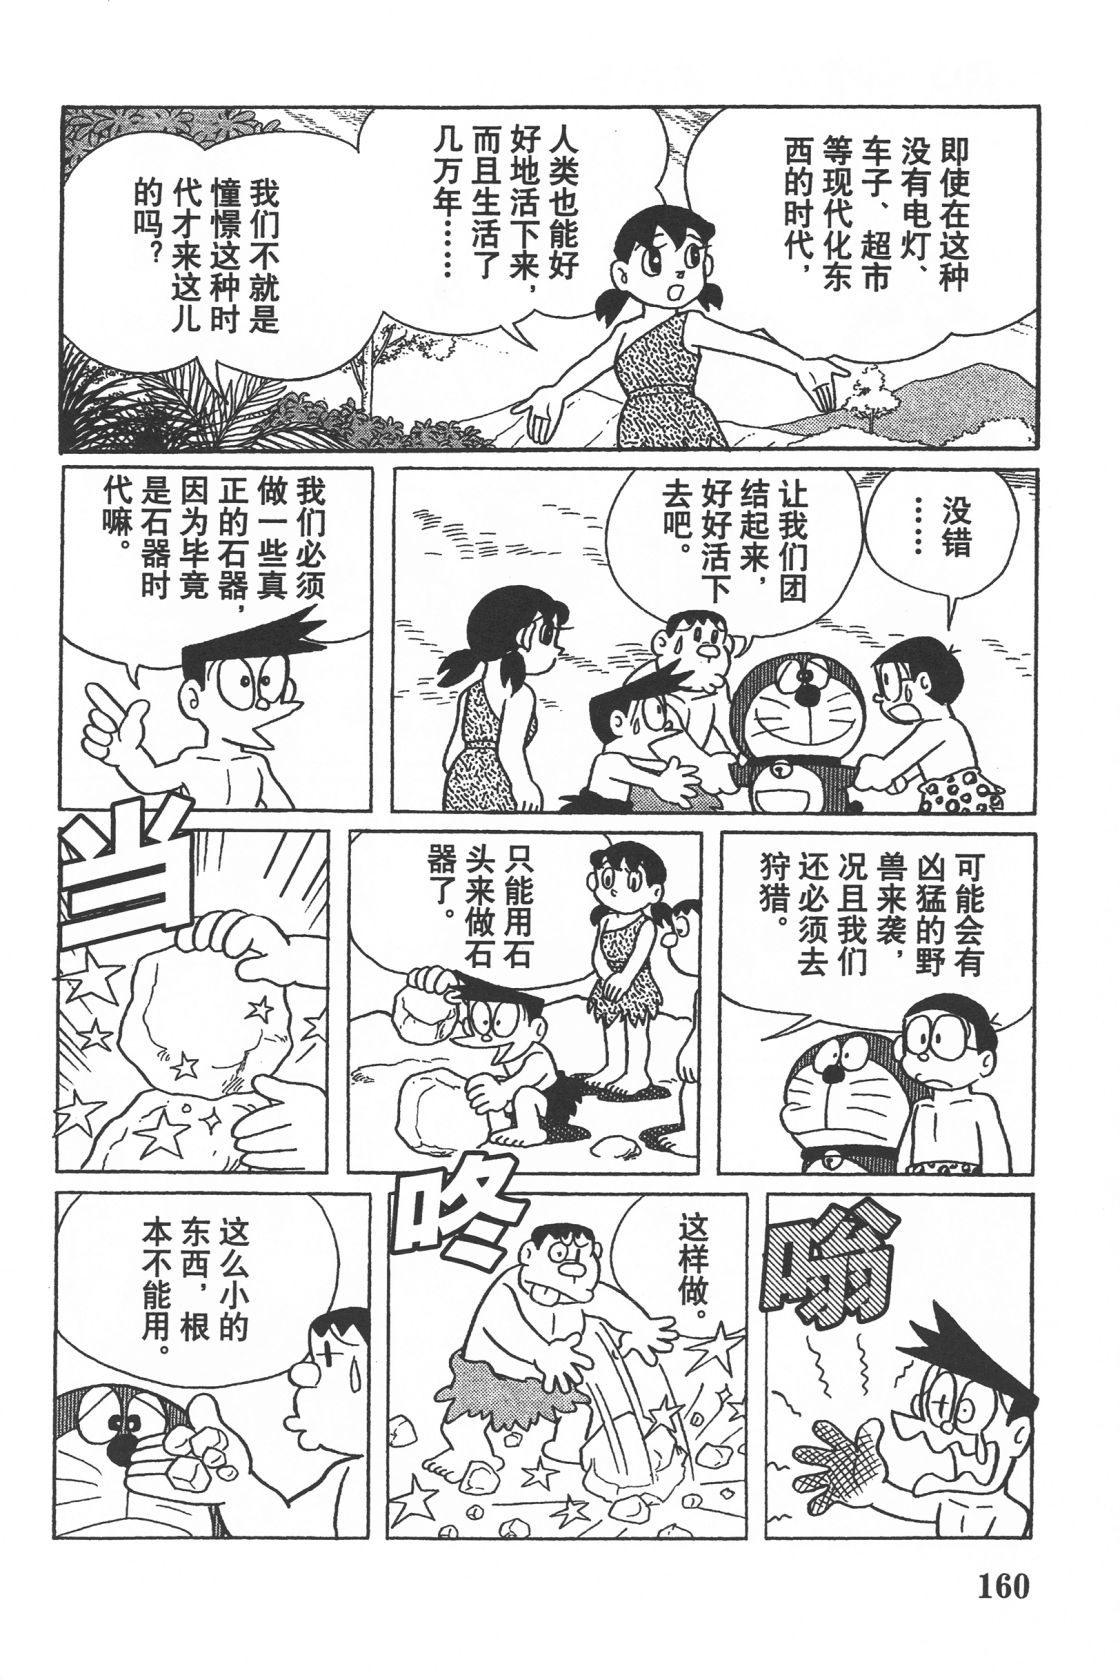 即使在这种
没有电灯、
车子、超市
等现代化东
西的时代，
人类也能好
好地活下来，
而且生活了
几万年……
我们不就是
憧憬这种时
代才来这儿
的吗？
没错
……
让我们团
结起来，
好好活下
去吧。
我们必须
做一些真
正的石器，
因为毕竟
是石器时
代嘛。
可能会有
凶猛的野
兽来袭，
况且我们
还必须去
狩猎。
只能用石
头来做石
器了。
当
嗡
这样做。
咚
这么小的
东西，根
本不能用。
160